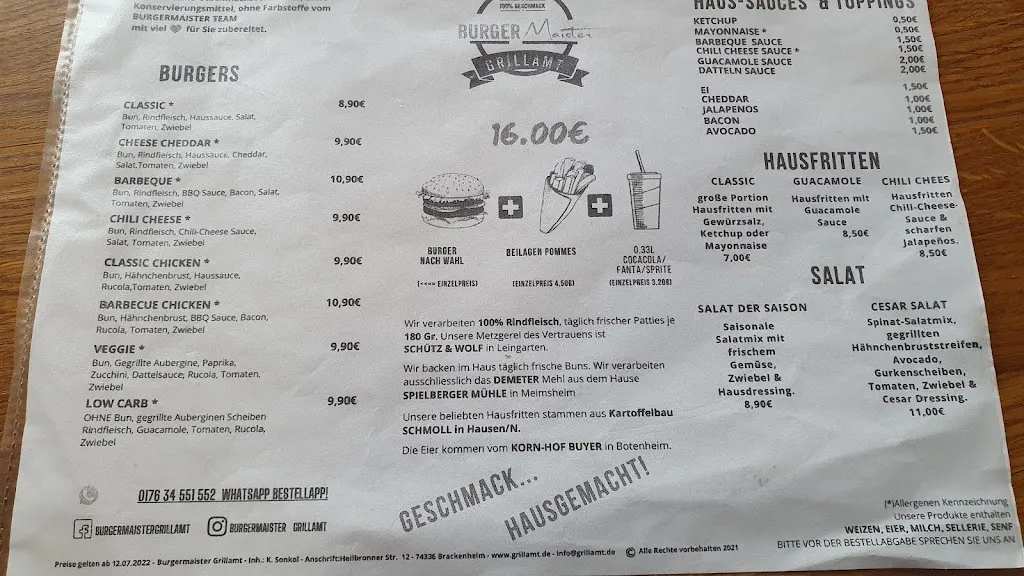 Konservierungsmittel, ohne Farbstoffe vom
BURGERMAISTER TEAM
mit viel für Sie zubereitet.
BURGERS
CLASSIC * 8,90€
Bun, Rindfleisch, Haussauce, Salat,
Tomaten, Zwiebel
CHEESE CHEDDAR * 9,90€
Bun, Rindfleisch, Haussauce, Cheddar,
Salat,Tomaten, Zwiebel
BARBEQUE * 10,90€
Bun, Rindfleisch, BBQ Sauce, Bacon, Salat,
Tomaten, Zwiebel
CHILI CHEESE * 9,90€
Bun, Rindfleisch, Chili-Cheese Sauce,
Salat, Tomaten, Zwiebel
CLASSIC CHICKEN * 9,90€
Bun, Hähnchenbrust, Haussauce,
Rucola,Tomaten, Zwiebel
BARBECUE CHICKEN * 10,90€
Bun, Hähnchenbrust, BBQ Sauce, Bacon,
Rucola, Tomaten, Zwiebel
VEGGIE * 9,90€
Bun, Gegrillte Aubergine, Paprika,
Zucchini, Dattelsauce, Rucola, Tomaten,
Zwiebel
LOW CARB * 9,90€
OHNE Bun, gegrillte Auberginen Scheiben
Rindfleisch, Guacamole, Tomaten, Rucola,
Zwiebel
0176 34 551 552 WHATSAPP BESTELLAPP!
BURGERMAISTERGRILLAMT BURGERMAISTER GRILLAMT
100% GESCHMACK
BURGER Maister
GRILLAMT
16.00€
BURGER
NACH WAHL
(<<== EINZELPREIS)
BEILAGEN POMMES
(EINZELPREIS 4,50€)
0,33L
COCACOLA/
FANTA/SPRITE
(EINZELPREIS 3.20€)
Wir verarbeiten 100% Rindfleisch, täglich frischer Patties je
180 Gr. Unsere Metzgerei des Vertrauens ist
SCHÜTZ & WOLF in Leingarten.
Wir backen im Haus täglich frische Buns. Wir verarbeiten
ausschliesslich das DEMETER Mehl aus dem Hause
SPIELBERGER MÜHLE in Meimsheim
Unsere beliebten Hausfritten stammen aus Kartoffelbau
SCHMOLL in Hausen/N.
Die Eier kommen vom KORN-HOF BUYER in Botenheim.
GESCHMACK...
HAUSGEMACHT!
HAUS-SAUCES & TOPPINGS
KETCHUP 0,50€
MAYONNAISE * 0,50€
BARBEQUE SAUCE 1,50€
CHILI CHEESE SAUCE * 1,50€
GUACAMOLE SAUCE 2,00€
DATTELN SAUCE 2,00€
EI 1,50€
CHEDDAR 1,00€
JALAPENOS 1,00€
BACON 1,00€
AVOCADO 1,50€
HAUSFRITTEN
CLASSIC
große Portion
Hausfritten mit
Gewürzsalz,
Ketchup oder
Mayonnaise
7,00€
GUACAMOLE
Hausfritten mit
Guacamole
Sauce
8,50€
CHILI CHEES
Hausfritten
Chili-Cheese-
Sauce &
scharfen
Jalapeños.
8,50€
SALAT
SALAT DER SAISON
Saisonale
Salatmix mit
frischem
Gemüse,
Zwiebel &
Hausdressing.
8,90€
CESAR SALAT
Spinat-Salatmix,
gegrillten
Hähnchenbruststreifen,
Avocado,
Gurkenscheiben,
Tomaten, Zwiebel &
Cesar Dressing.
11,00€
(*)Allergenen Kennzeichnung
Unsere Produkte enthalten
WEIZEN, EIER, MILCH, SELLERIE, SENF
BITTE VOR DER BESTELLABGABE SPRECHEN SIE UNS AN
Preise gelten ab 12.07.2022 - Burgermaister Grillamt - Inh.: K. Sonkol - Anschrift:Heilbronner Str. 12 - 74336 Brackenheim - www.grillamt.de - info@grillamt.de © Alle Rechte vorbehalten 2021